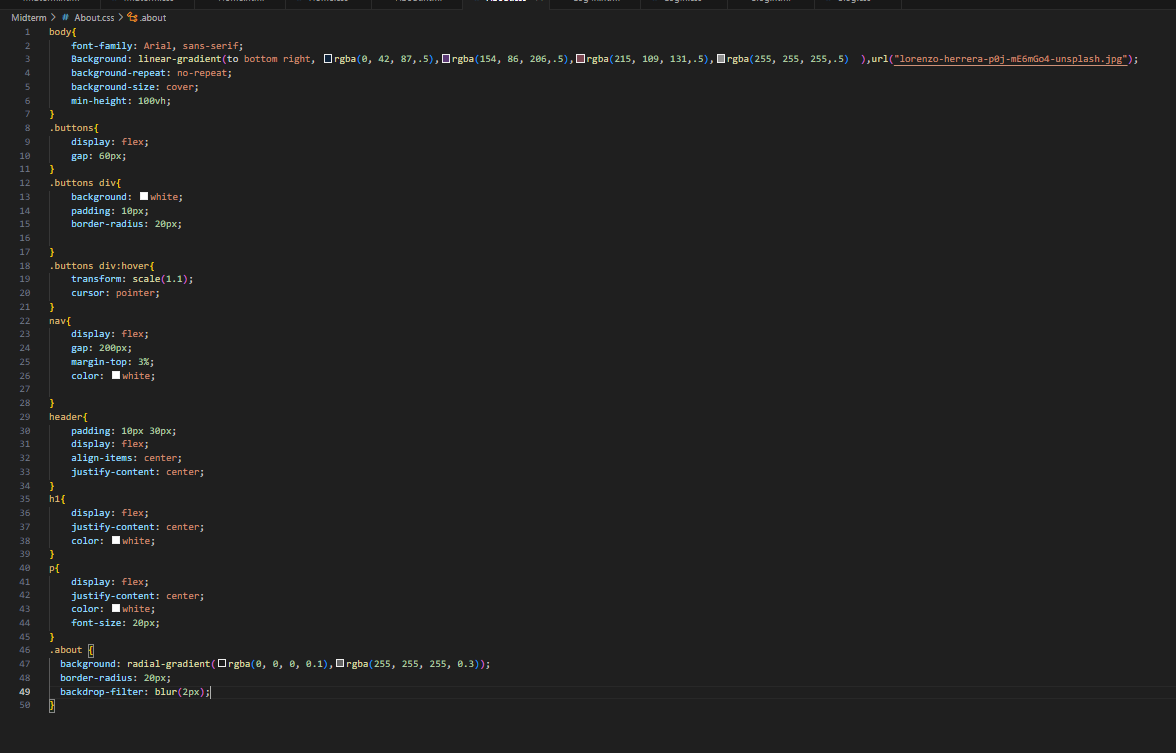 Midterm > # About.css > .about
1 body{
2 font-family: Arial, sans-serif;
3 Background: linear-gradient(to bottom right, rgba(0, 42, 87,.5),rgba(154, 86, 206,.5),rgba(215, 109, 131,.5),rgba(255, 255, 255,.5)  ),url("lorenzo-herrera-p0j-mE6mGo4-unsplash.jpg");
4 background-repeat: no-repeat;
5 background-size: cover;
6 min-height: 100vh;
7 }
8 .buttons{
9 display: flex;
10 gap: 60px;
11 }
12 .buttons div{
13 background: white;
14 padding: 10px;
15 border-radius: 20px;
16
17 }
18 .buttons div:hover{
19 transform: scale(1.1);
20 cursor: pointer;
21 }
22 nav{
23 display: flex;
24 gap: 200px;
25 margin-top: 3%;
26 color: white;
27
28 }
29 header{
30 padding: 10px 30px;
31 display: flex;
32 align-items: center;
33 justify-content: center;
34 }
35 h1{
36 display: flex;
37 justify-content: center;
38 color: white;
39 }
40 p{
41 display: flex;
42 justify-content: center;
43 color: white;
44 font-size: 20px;
45 }
46 .about {
47 background: radial-gradient(rgba(0, 0, 0, 0.1),rgba(255, 255, 255, 0.3));
48 border-radius: 20px;
49 backdrop-filter: blur(2px);
50 }